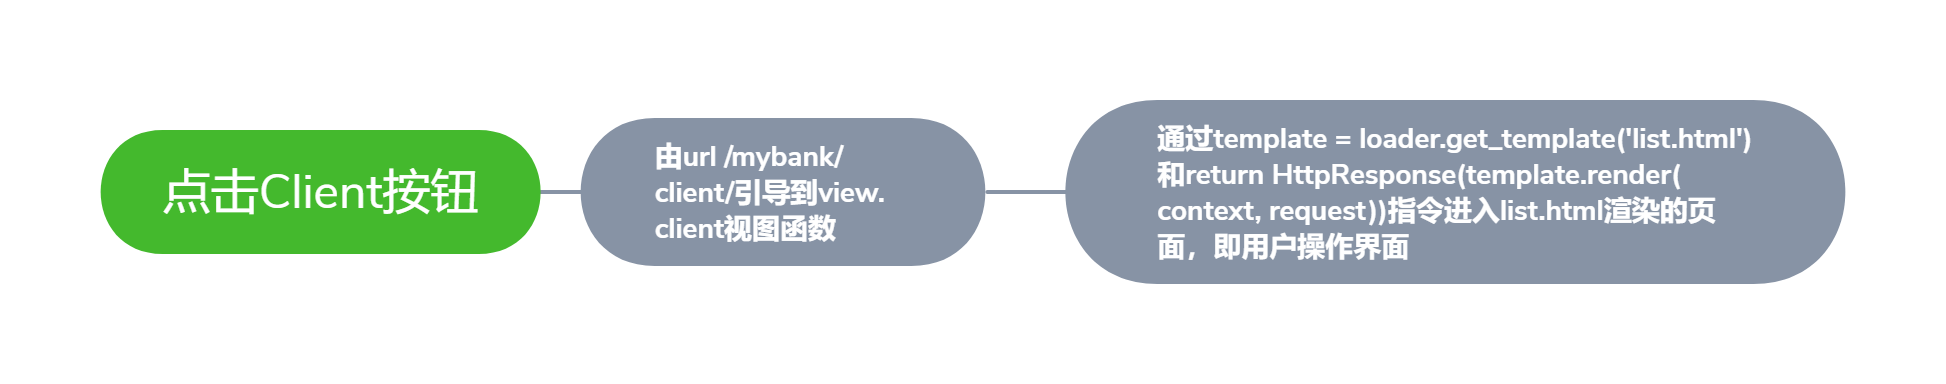 点击Client按钮
由url /mybank/
client/引导到view.
client视图函数
通过template = loader.get_template('list.html')
和return HttpResponse(template.render(
context, request))指令进入list.html渲染的页
面，即用户操作界面